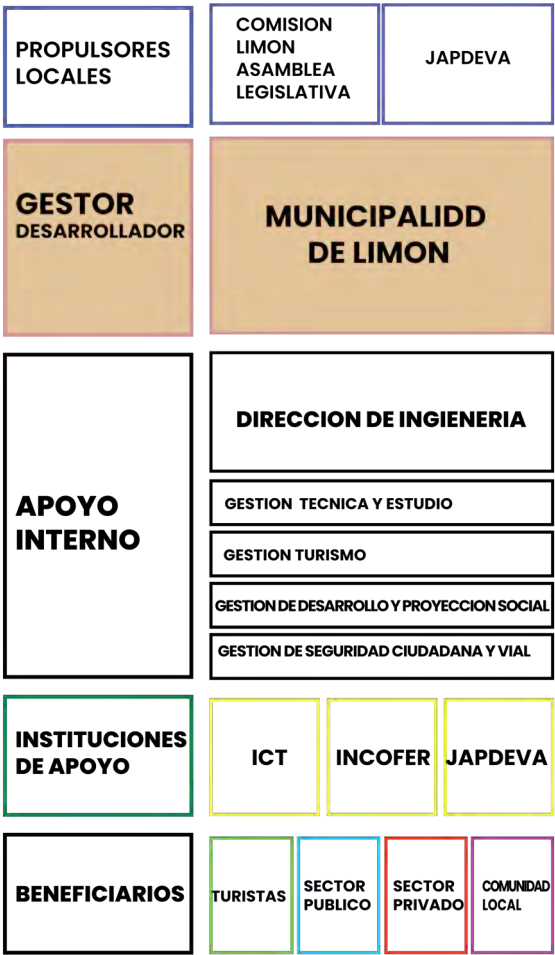 PROPULSORES
LOCALES
COMISION
LIMON
ASAMBLEA
LEGISLATIVA
JAPDEVA
GESTOR
DESARROLLADOR
MUNICIPALIDD
DE LIMON
APOYO
INTERNO
DIRECCION DE INGIENERIA
GESTION TECNICA Y ESTUDIO
GESTION TURISMO
GESTION DE DESARROLLO Y PROYECCION SOCIAL
GESTION DE SEGURIDAD CIUDADANA Y VIAL
INSTITUCIONES
DE APOYO
ICT
INCOFER
JAPDEVA
BENEFICIARIOS
TURISTAS
SECTOR
PUBLICO
SECTOR
PRIVADO
COMUNIDAD
LOCAL